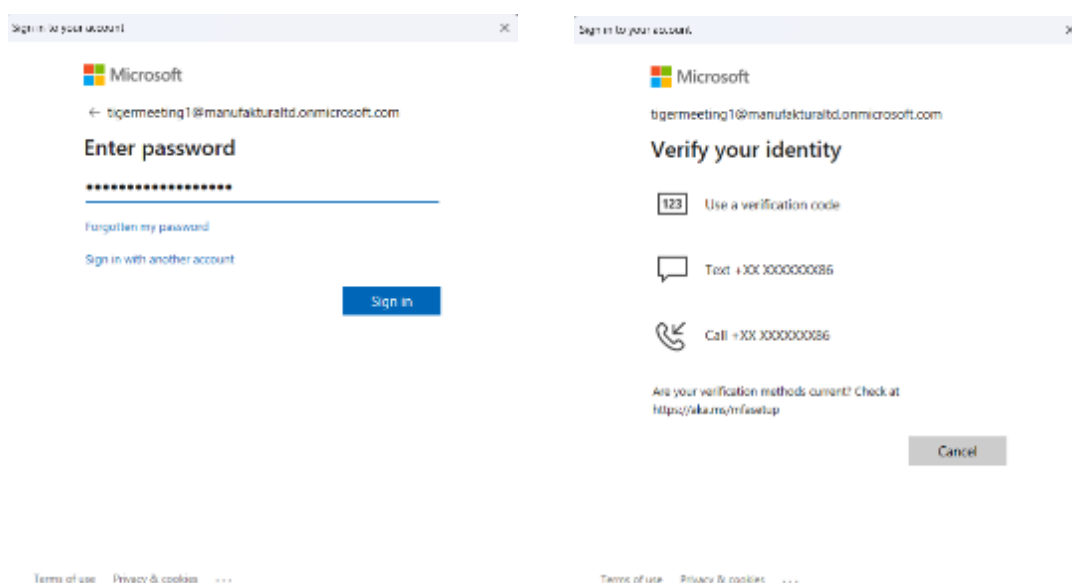 Sign in to your account
Microsoft
← tigermeeting1@manufakturaltd.onmicrosoft.com
Enter password
••••••••••••••••••
Forgotten my password
Sign in with another account
Sign in
Terms of use Privacy & cookies ...
Sign in to your account
Microsoft
tigermeeting1@manufakturaltd.onmicrosoft.com
Verify your identity
123 Use a verification code
Text +XX XXXXXXXX86
Call +XX XXXXXXXX86
Are your verification methods current? Check at
https://aka.ms/mfasetup
Cancel
Terms of use Privacy & cookies ...